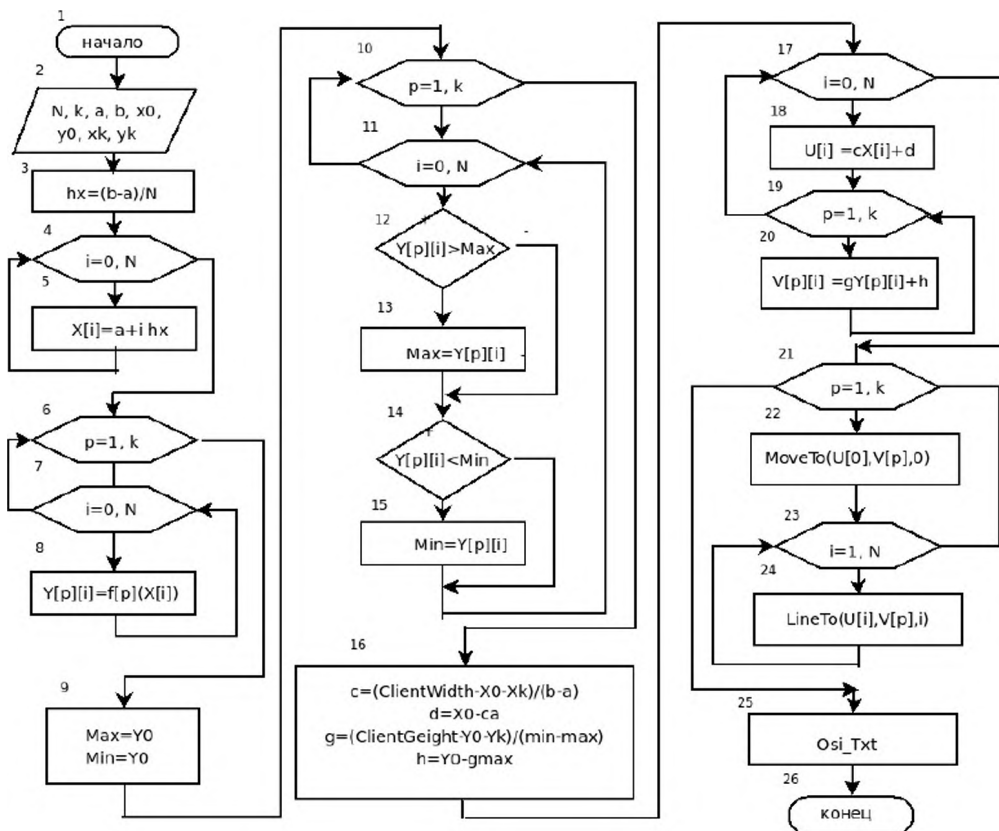 1
начало
2
N, k, a, b, x0,
y0, xk, yk
3
hx=(b-a)/N
4
i=0, N
5
X[i]=a+i hx
6
p=1, k
7
i=0, N
8
Y[p][i]=f[p](X[i])
9
Max=Y0
Min=Y0
10
p=1, k
11
i=0, N
12
+
-
Y[p][i]>Max
13
Max=Y[p][i]
14
+
Y[p][i]<Min
15
Min=Y[p][i]
16
c=(ClientWidth-X0-Xk)/(b-a)
d=X0-ca
g=(ClientGeight-Y0-Yk)/(min-max)
h=Y0-gmax
17
i=0, N
18
U[i] =cX[i]+d
19
p=1, k
20
V[p][i] =gY[p][i]+h
21
p=1, k
22
MoveTo(U[0],V[p],0)
23
i=1, N
24
LineTo(U[i],V[p],i)
25
Osi_Txt
26
конец